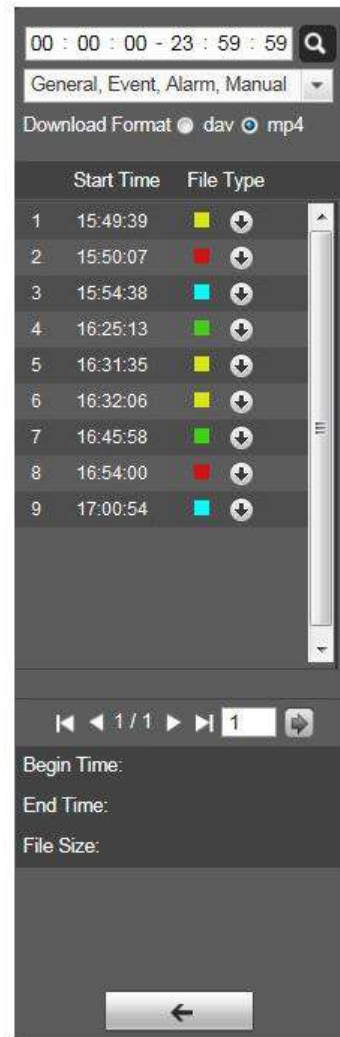 00 : 00 : 00 - 23 : 59 : 59
General, Event, Alarm, Manual
Download Format dav mp4
Start Time File Type
1 15:49:39
2 15:50:07
3 15:54:38
4 16:25:13
5 16:31:35
6 16:32:06
7 16:45:58
8 16:54:00
9 17:00:54
1 / 1 1
Begin Time:
End Time:
File Size: